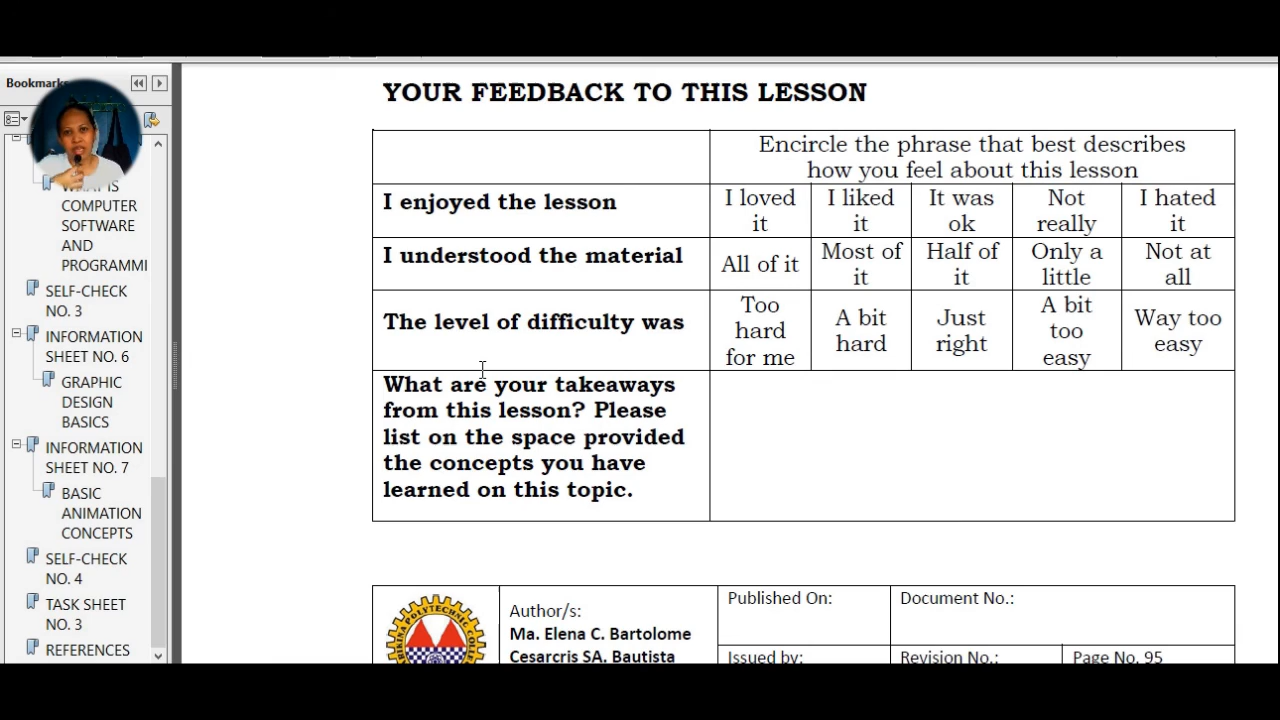 Bookmark
WHAT IS
COMPUTER
SOFTWARE
AND
PROGRAMMI
SELF-CHECK
NO. 3
INFORMATION
SHEET NO. 6
GRAPHIC
DESIGN
BASICS
INFORMATION
SHEET NO. 7
BASIC
ANIMATION
CONCEPTS
SELF-CHECK
NO. 4
TASK SHEET
NO. 3
REFERENCES
YOUR FEEDBACK TO THIS LESSON
Encircle the phrase that best describes
how you feel about this lesson
I enjoyed the lesson
I loved
it
I liked
it
It was
ok
Not
really
I hated
it
I understood the material
All of it
Most of
it
Half of
it
Only a
little
Not at
all
The level of difficulty was
Too
hard
for me
A bit
hard
Just
right
A bit
too
easy
Way too
easy
What are your takeaways
from this lesson? Please
list on the space provided
the concepts you have
learned on this topic.
Author/s:
Ma. Elena C. Bartolome
Cesarcris SA. Bautista
Published On:
Document No.:
Issued by:
Revision No.:
Page No. 95